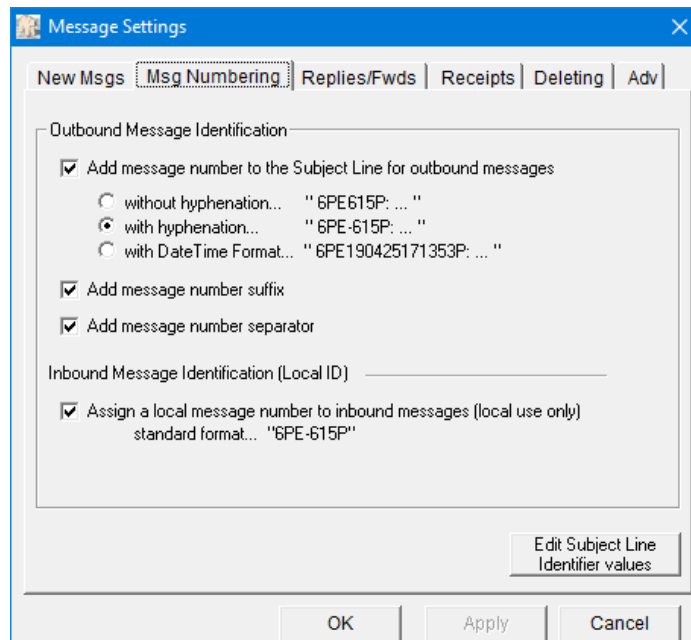 Message Settings
New Msgs Msg Numbering Replies/Fwds Receipts Deleting Adv
Outbound Message Identification
Add message number to the Subject Line for outbound messages
without hyphenation... " 6PE615P: ... "
with hyphenation... " 6PE-615P: ... "
with DateTime Format... " 6PE190425171353P: ... "
Add message number suffix
Add message number separator
Inbound Message Identification (Local ID)
Assign a local message number to inbound messages (local use only)
standard format... "6PE-615P"
Edit Subject Line
Identifier values
OK Apply Cancel